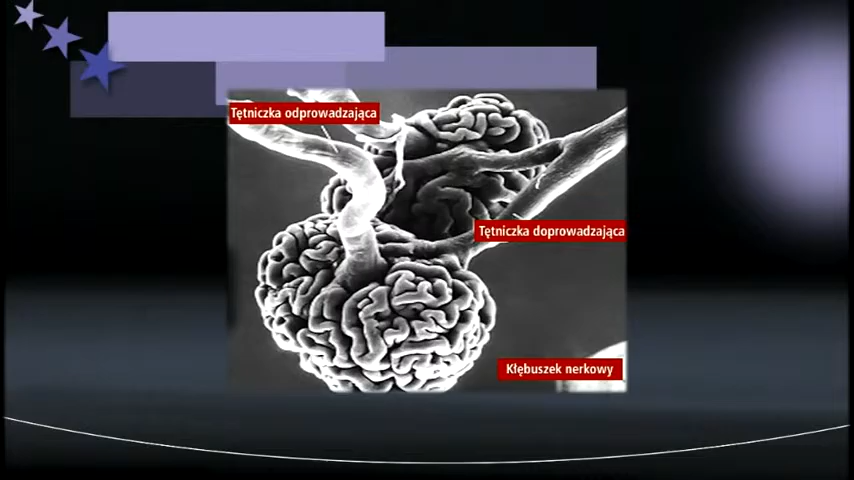 Tętniczka odprowadzająca
Tętniczka doprowadzająca
Kłębuszek nerkowy